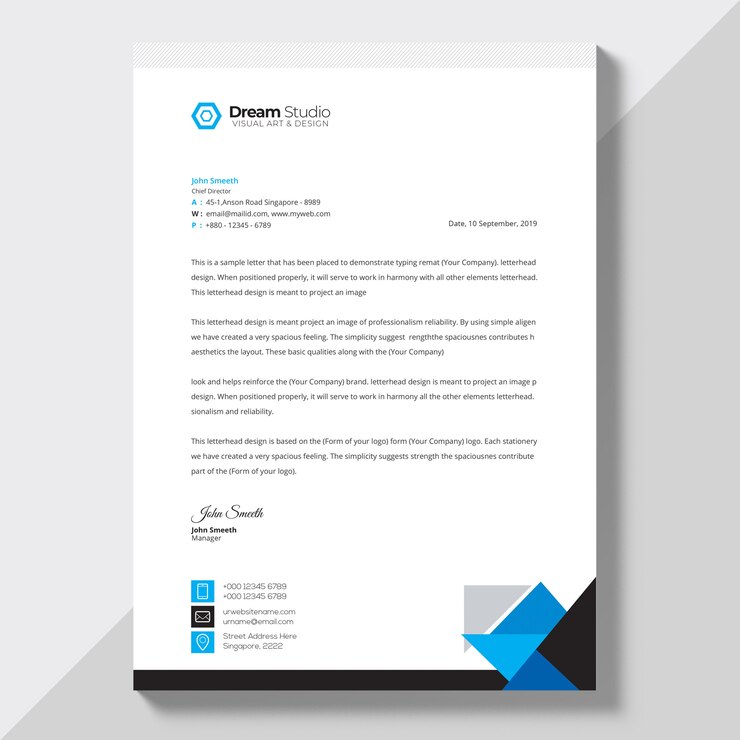 Dream Studio
VISUAL ART & DESIGN
John Smeeth
Chief Director
A : 45-1,Anson Road Singapore - 8989
W : email@mailid.com, www.myweb.com
P : +880 - 12345 - 6789
Date, 10 September, 2019
This is a sample letter that has been placed to demonstrate typing remat (Your Company). letterhead
design. When positioned properly, it will serve to work in harmony with all other elements letterhead.
This letterhead design is meant to project an image
This letterhead design is meant project an image of professionalism reliability. By using simple aligen
we have created a very spacious feeling. The simplicity suggest rengththe spaciousnes contributes h
aesthetics the layout. These basic qualities along with the (Your Company)
look and helps reinforce the (Your Company) brand. letterhead design is meant to project an image p
design. When positioned properly, it will serve to work in harmony all the other elements letterhead.
sionalism and reliability.
This letterhead design is based on the (Form of your logo) form (Your Company) logo. Each stationery
we have created a very spacious feeling. The simplicity suggests strength the spaciousnes contribute
part of the (Form of your logo).
John Smeeth
John Smeeth
Manager
+000 12345 6789
+000 12345 6789
urwebsitename.com
urname@email.com
Street Address Here
Singapore, 2222